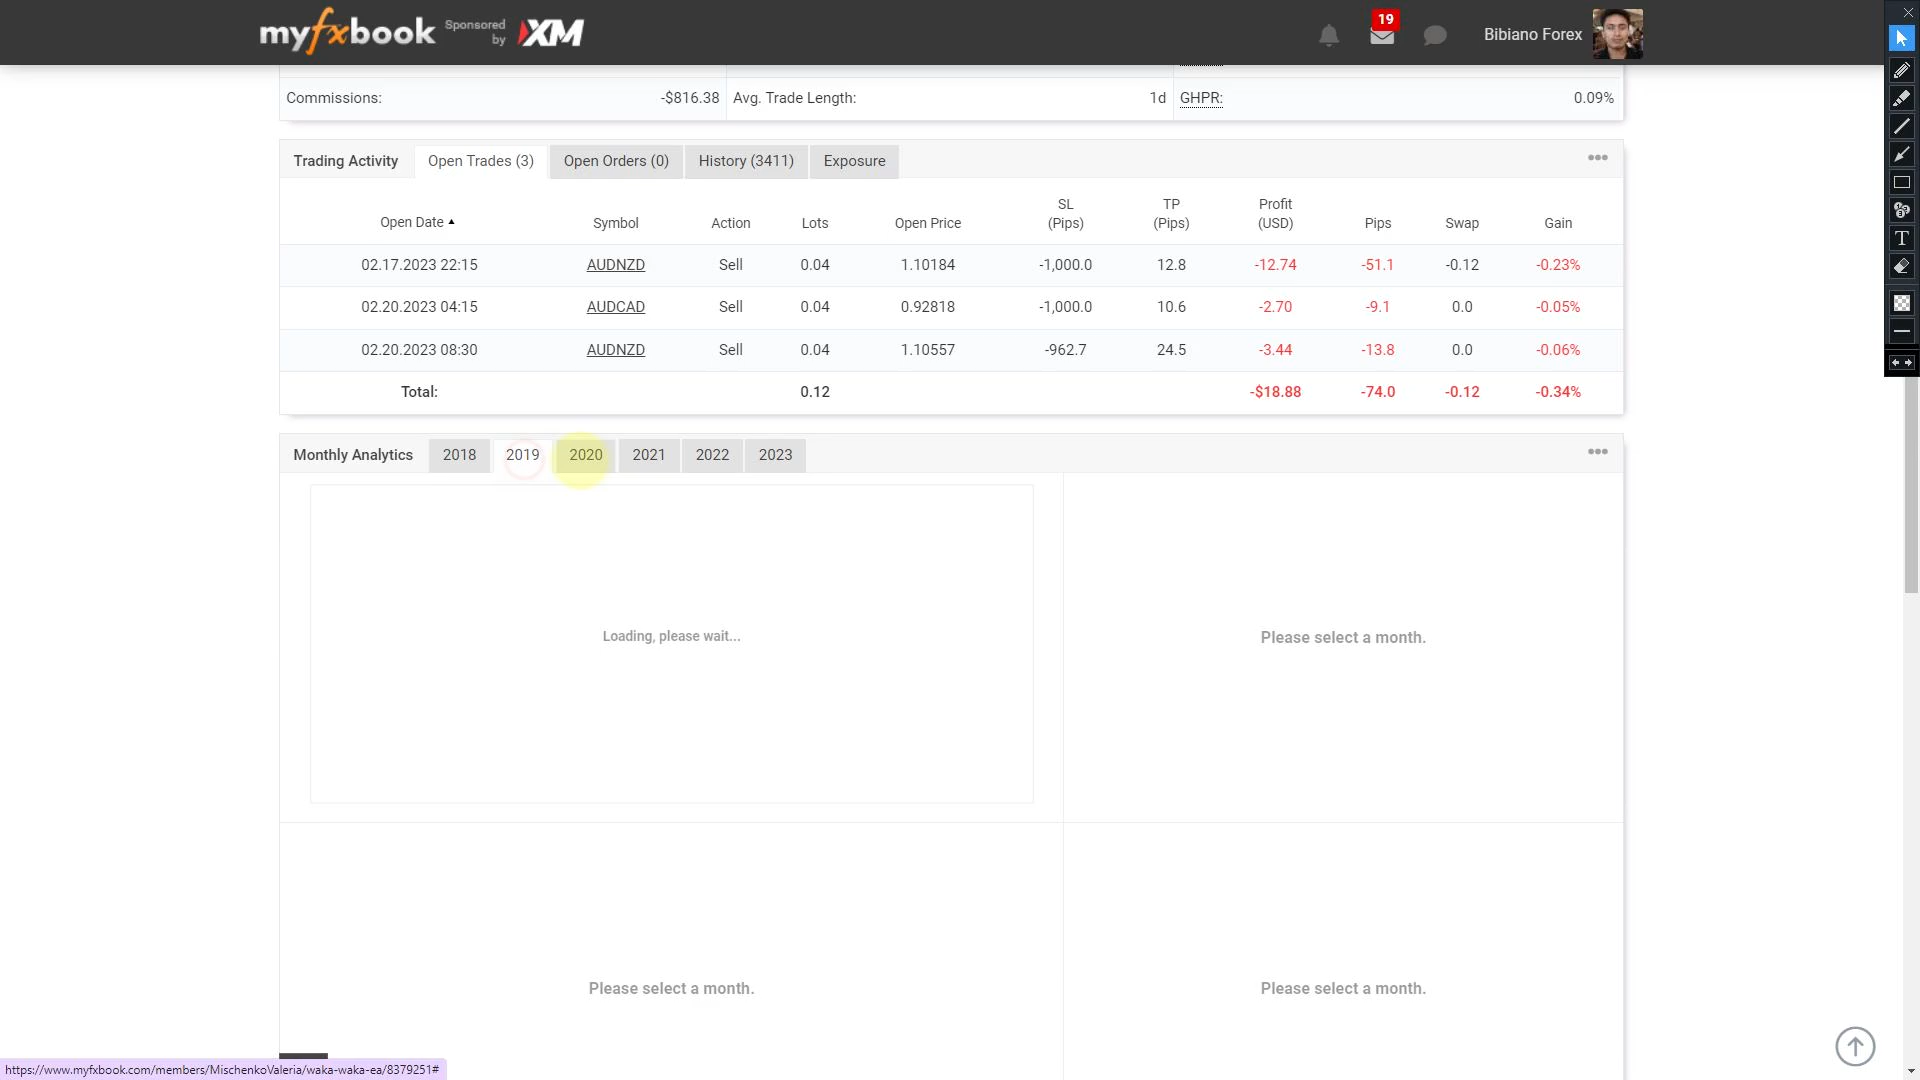 myfxbook Sponsored by XM
19
Bibiano Forex
Commissions: -$816.38 Avg. Trade Length: 1d GHPR: 0.09%
Trading Activity Open Trades (3) Open Orders (0) History (3411) Exposure
Open Date Symbol Action Lots Open Price SL (Pips) TP (Pips) Profit (USD) Pips Swap Gain
02.17.2023 22:15 AUDNZD Sell 0.04 1.10184 -1,000.0 12.8 -12.74 -51.1 -0.12 -0.23%
02.20.2023 04:15 AUDCAD Sell 0.04 0.92818 -1,000.0 10.6 -2.70 -9.1 0.0 -0.05%
02.20.2023 08:30 AUDNZD Sell 0.04 1.10557 -962.7 24.5 -3.44 -13.8 0.0 -0.06%
Total: 0.12 -$18.88 -74.0 -0.12 -0.34%
Monthly Analytics 2018 2019 2020 2021 2022 2023
Loading, please wait...
Please select a month.
Please select a month.
Please select a month.
https://www.myfxbook.com/members/MischenkoValeria/waka-waka-ea/8379251#